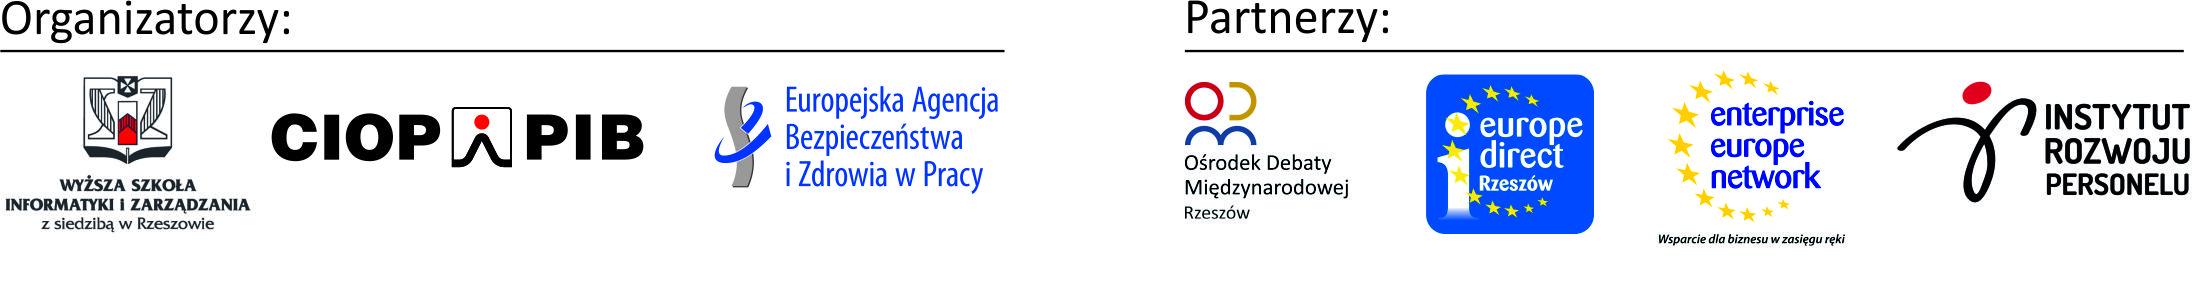 Organizatorzy:
WYŻSZA SZKOŁA
INFORMATYKI i ZARZĄDZANIA
z siedzibą w Rzeszowie
CIOP PIB
Europejska Agencja
Bezpieczeństwa
i Zdrowia w Pracy
Partnerzy:
Ośrodek Debaty
Międzynarodowej
Rzeszów
europe
direct
Rzeszów
enterprise
europe
network
Wsparcie dla biznesu w zasięgu ręki
INSTYTUT
ROZWOJU
PERSONELU